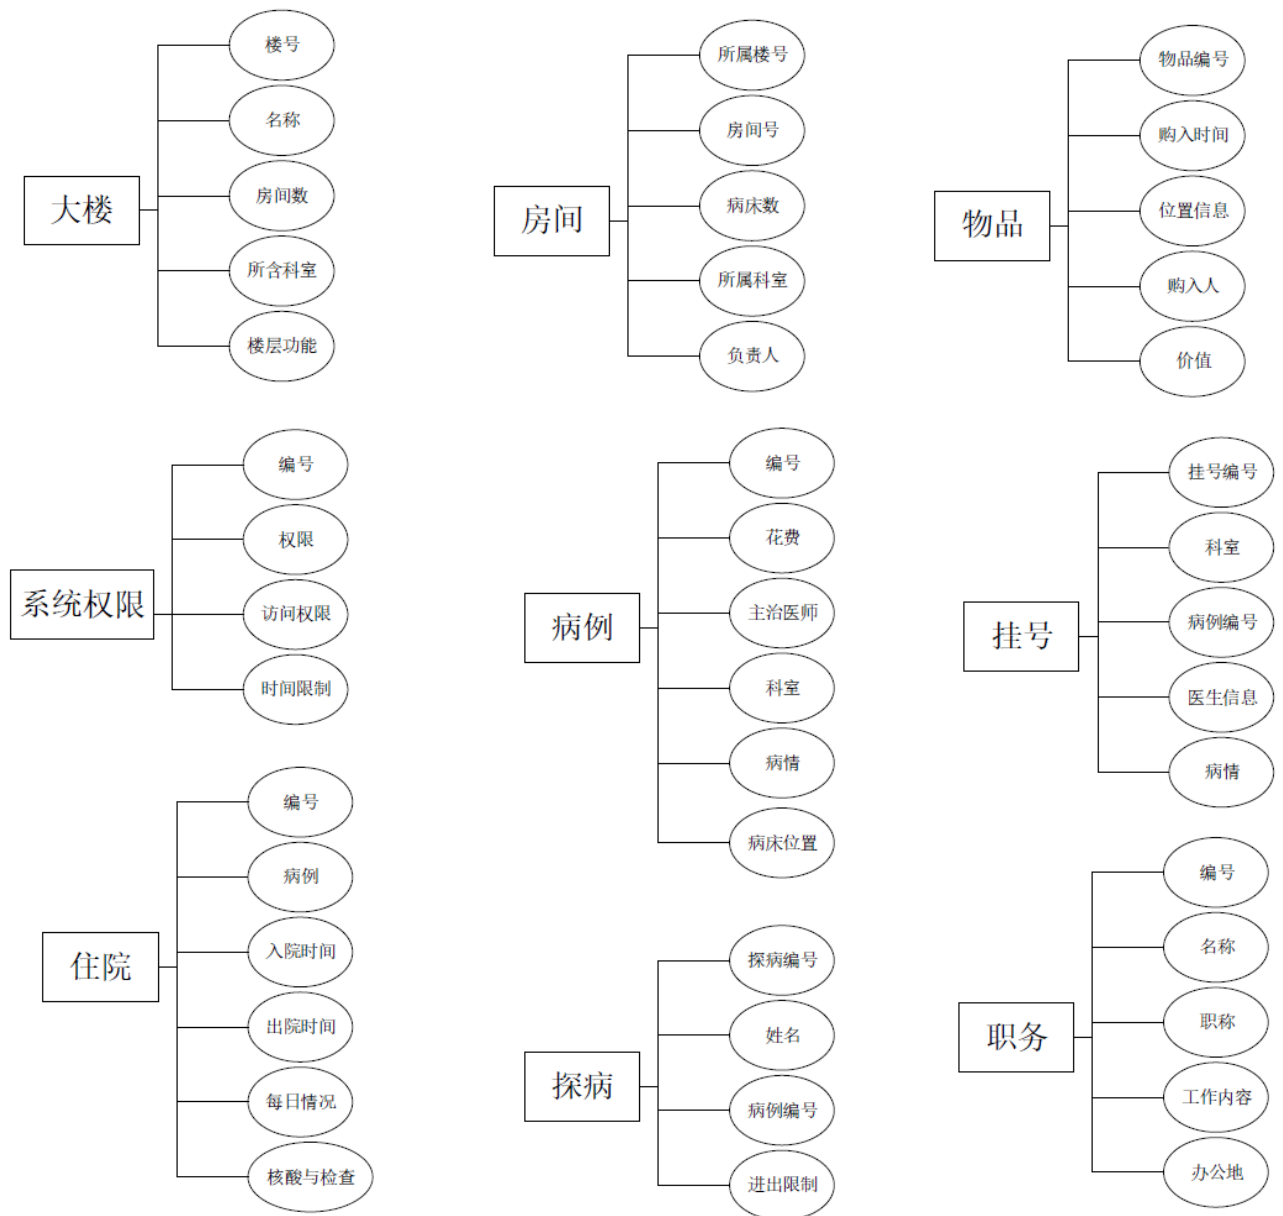 大楼
楼号
名称
房间数
所含科室
楼层功能
房间
所属楼号
房间号
病床数
所属科室
负责人
物品
物品编号
购入时间
位置信息
购入人
价值
系统权限
编号
权限
访问权限
时间限制
病例
编号
花费
主治医师
科室
病情
病床位置
挂号
挂号编号
科室
病例编号
医生信息
病情
住院
编号
病例
入院时间
出院时间
每日情况
核酸与检查
探病
探病编号
姓名
病例编号
进出限制
职务
编号
名称
职称
工作内容
办公地